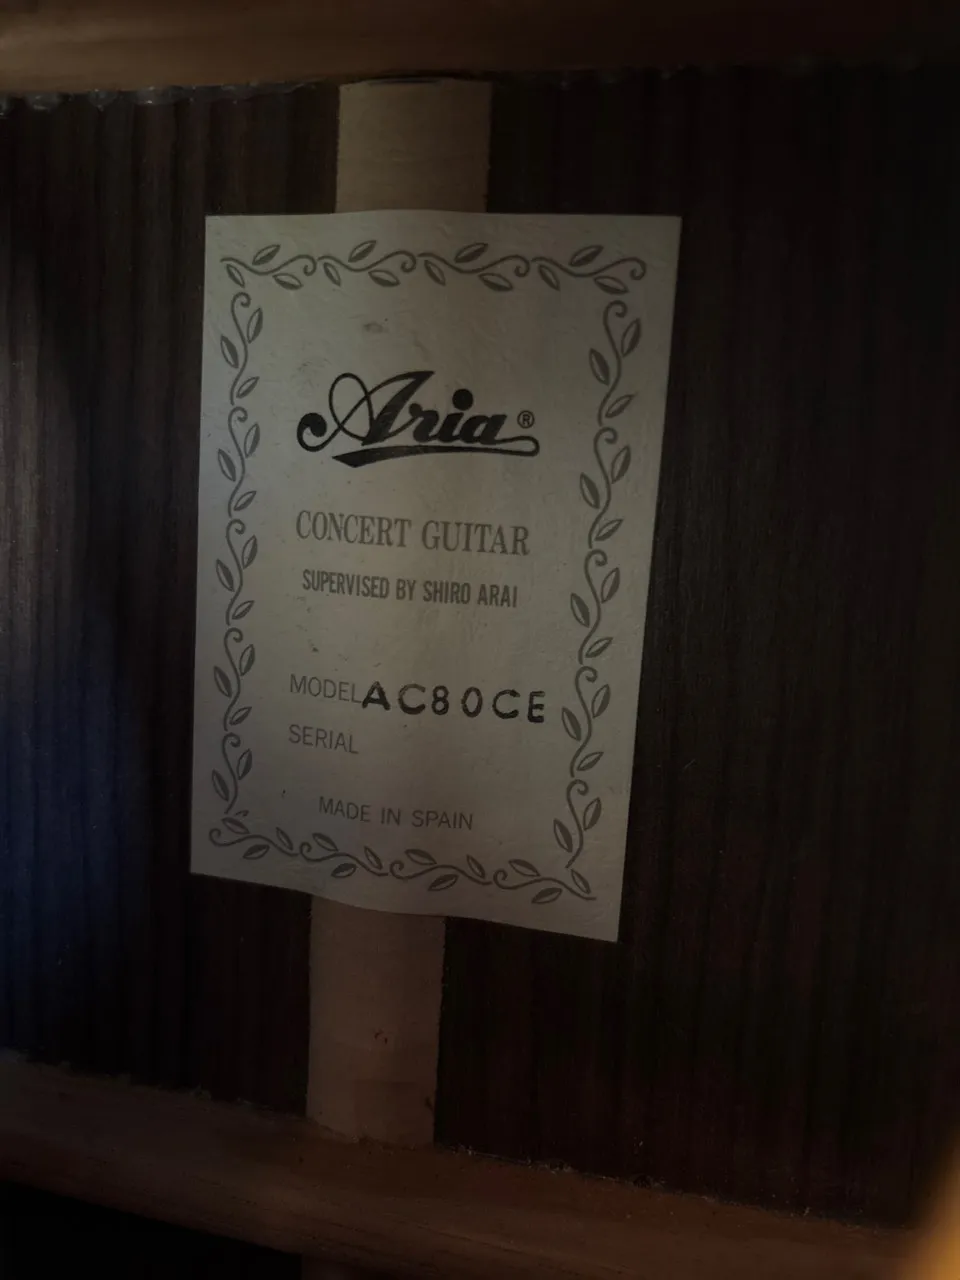 Aria®
CONCERT GUITAR
SUPERVISED BY SHIRO ARAI
MODEL AC80CE
SERIAL
MADE IN SPAIN